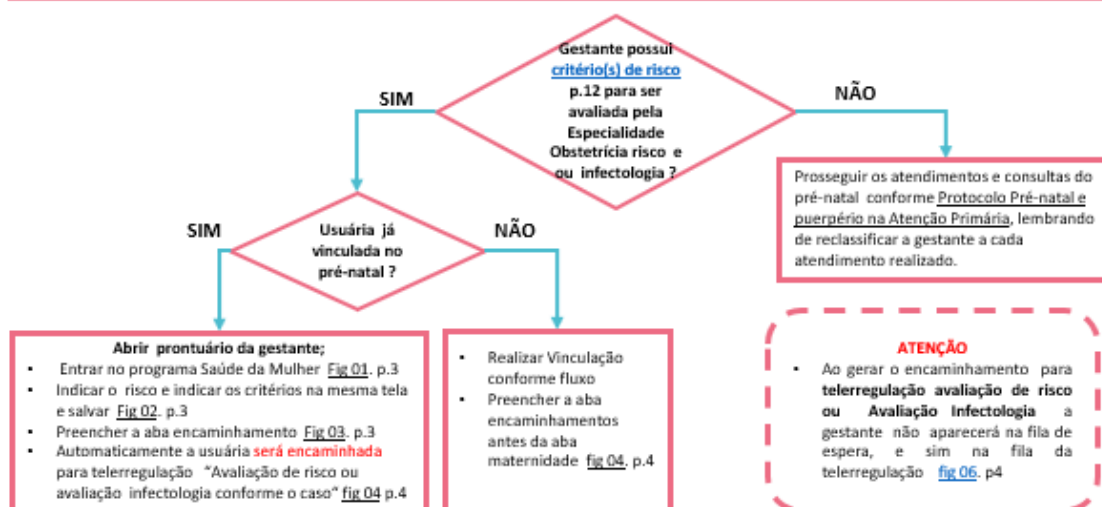 Gestante possui
critério(s) de risco
p.12 para ser
avaliada pela
Especialidade
Obstetrícia risco e
ou infectologia ?
SIM
NÃO
Prosseguir os atendimentos e consultas do
pré-natal conforme Protocolo Pré-natal e
puerpério na Atenção Primária, lembrando
de reclassificar a gestante a cada
atendimento realizado.
Usuária já
vinculada no
pré-natal ?
SIM
NÃO
Abrir prontuário da gestante;
▪ Entrar no programa Saúde da Mulher Fig 01. p.3
▪ Indicar o risco e indicar os critérios na mesma tela
e salvar Fig 02. p.3
▪ Preencher a aba encaminhamento Fig 03. p.3
▪ Automaticamente a usuária será encaminhada
para telerregulação “Avaliação de risco ou
avaliação infectologia conforme o caso” fig 04 p.4
▪ Realizar Vinculação
conforme fluxo
▪ Preencher a aba
encaminhamentos
antes da aba
maternidade fig 04. p.4
ATENÇÃO
▪ Ao gerar o encaminhamento para
telerregulação avaliação de risco
ou Avaliação Infectologia a
gestante não aparecerá na fila de
espera, e sim na fila da
telerregulação fig 06. p4